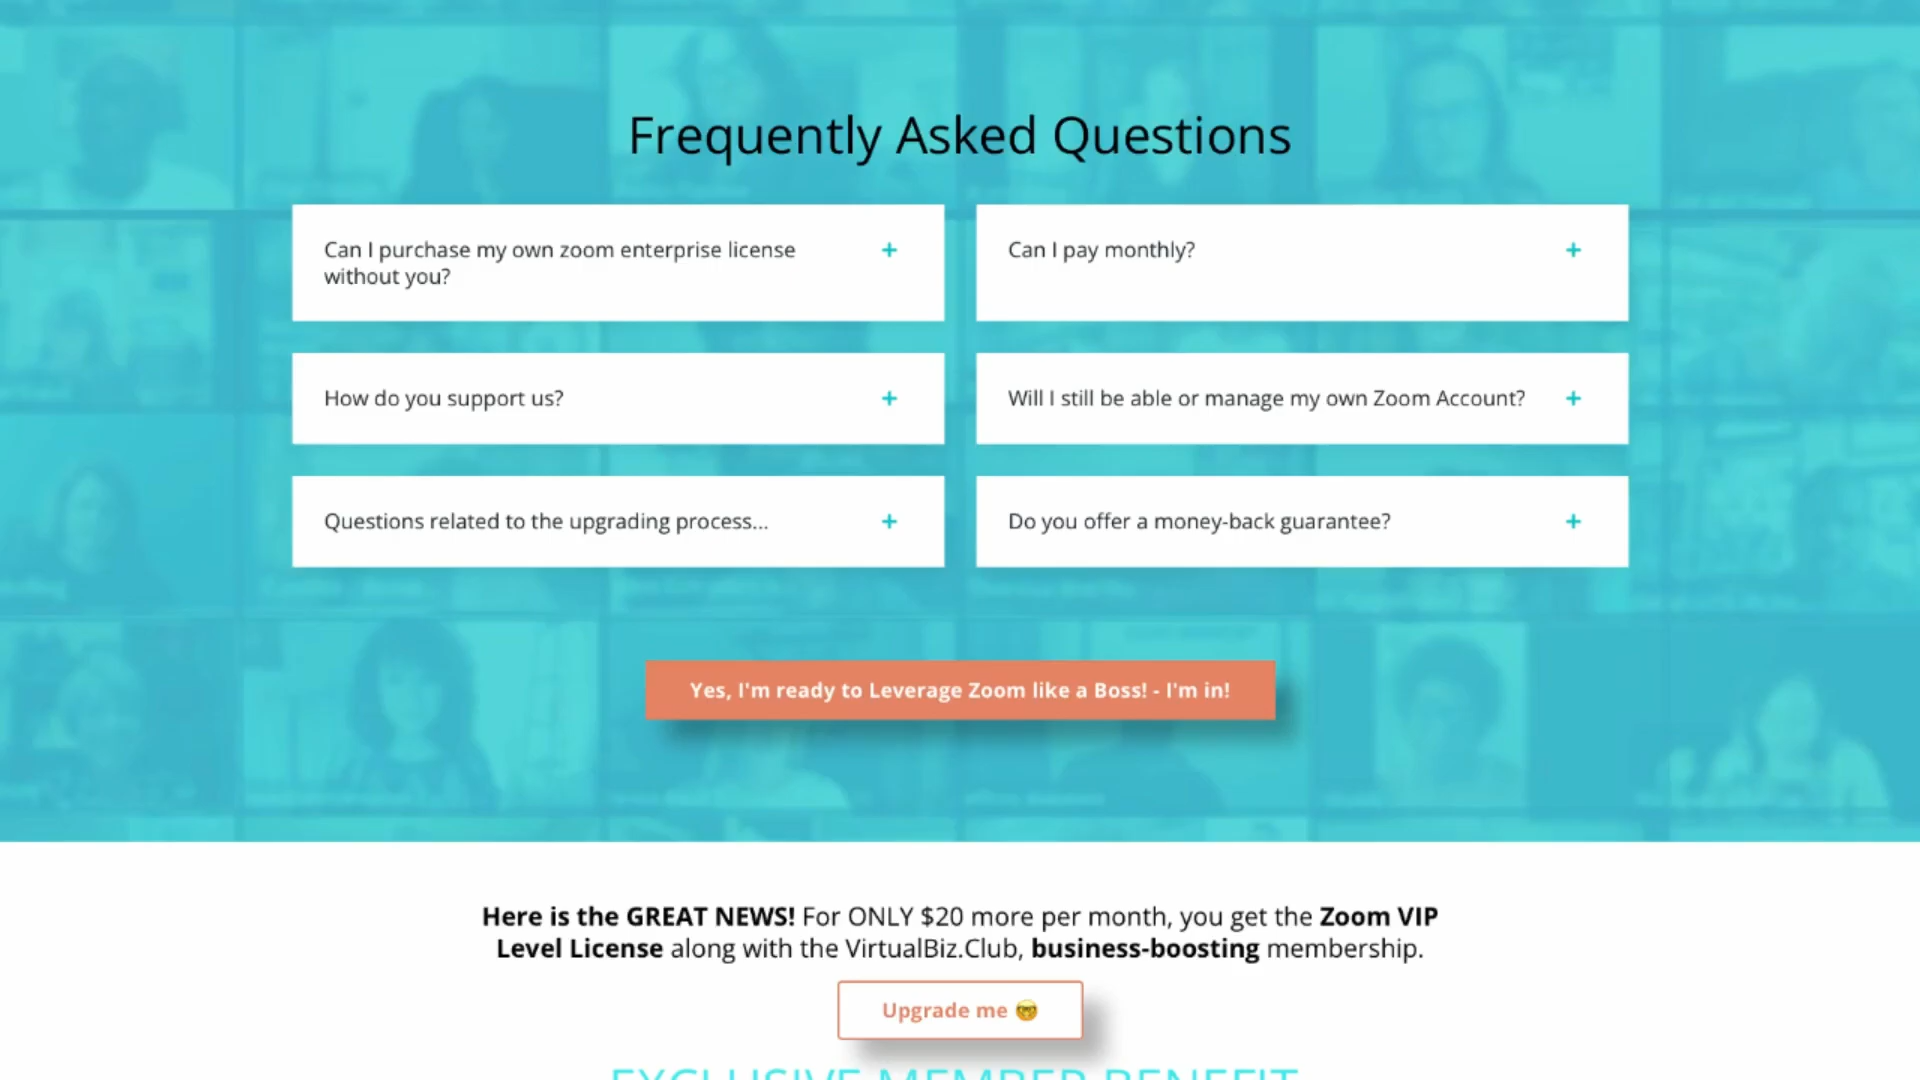 Frequently Asked Questions
Can I purchase my own zoom enterprise license
without you?
+
Can I pay monthly?
+
How do you support us?
+
Will I still be able or manage my own Zoom Account?
+
Questions related to the upgrading process...
+
Do you offer a money-back guarantee?
+
Yes, I'm ready to Leverage Zoom like a Boss! - I'm in!
Here is the GREAT NEWS! For ONLY $20 more per month, you get the Zoom VIP
Level License along with the VirtualBiz.Club, business-boosting membership.
Upgrade me 🤓
EXCLUSIVE MEMBER BENEFIT